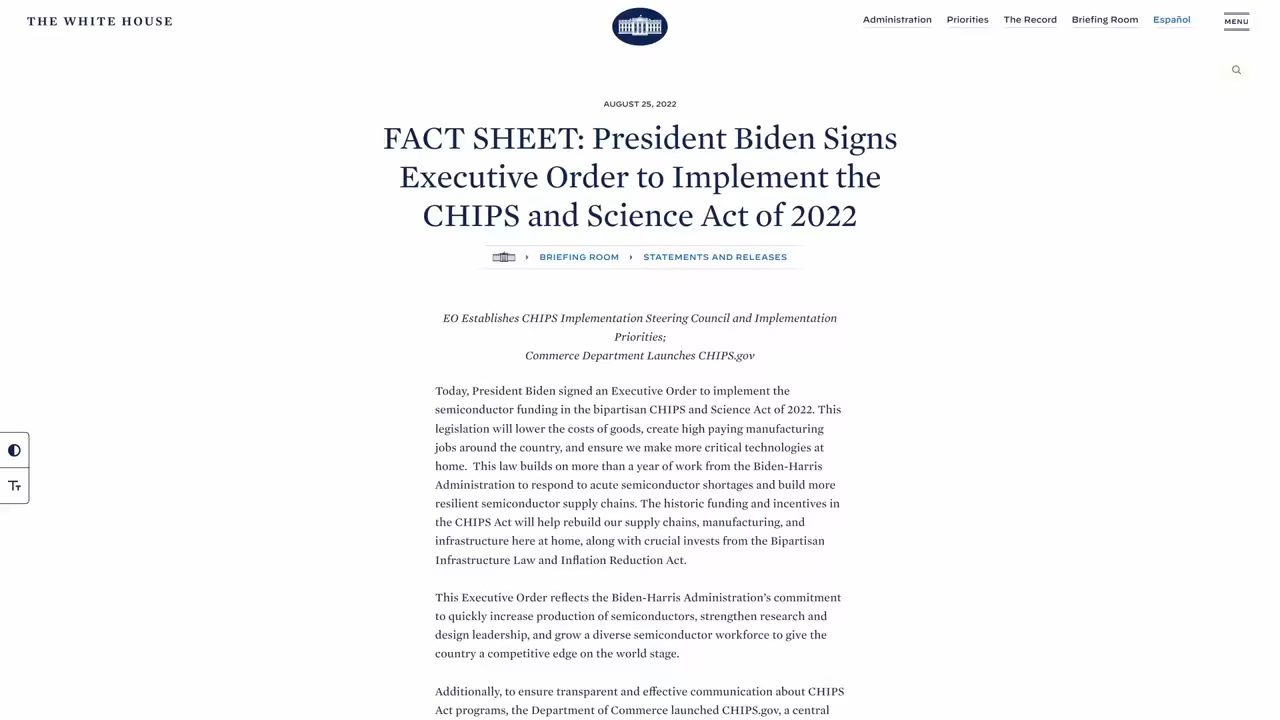 THE WHITE HOUSE
Administration Priorities The Record Briefing Room Español MENU
AUGUST 25, 2022
FACT SHEET: President Biden Signs
Executive Order to Implement the
CHIPS and Science Act of 2022
BRIEFING ROOM STATEMENTS AND RELEASES
EO Establishes CHIPS Implementation Steering Council and Implementation
Priorities;
Commerce Department Launches CHIPS.gov
Today, President Biden signed an Executive Order to implement the
semiconductor funding in the bipartisan CHIPS and Science Act of 2022. This
legislation will lower the costs of goods, create high paying manufacturing
jobs around the country, and ensure we make more critical technologies at
home.  This law builds on more than a year of work from the Biden-Harris
Administration to respond to acute semiconductor shortages and build more
resilient semiconductor supply chains. The historic funding and incentives in
the CHIPS Act will help rebuild our supply chains, manufacturing, and
infrastructure here at home, along with crucial invests from the Bipartisan
Infrastructure Law and Inflation Reduction Act.
This Executive Order reflects the Biden-Harris Administration’s commitment
to quickly increase production of semiconductors, strengthen research and
design leadership, and grow a diverse semiconductor workforce to give the
country a competitive edge on the world stage.
Additionally, to ensure transparent and effective communication about CHIPS
Act programs, the Department of Commerce launched CHIPS.gov, a central
TT